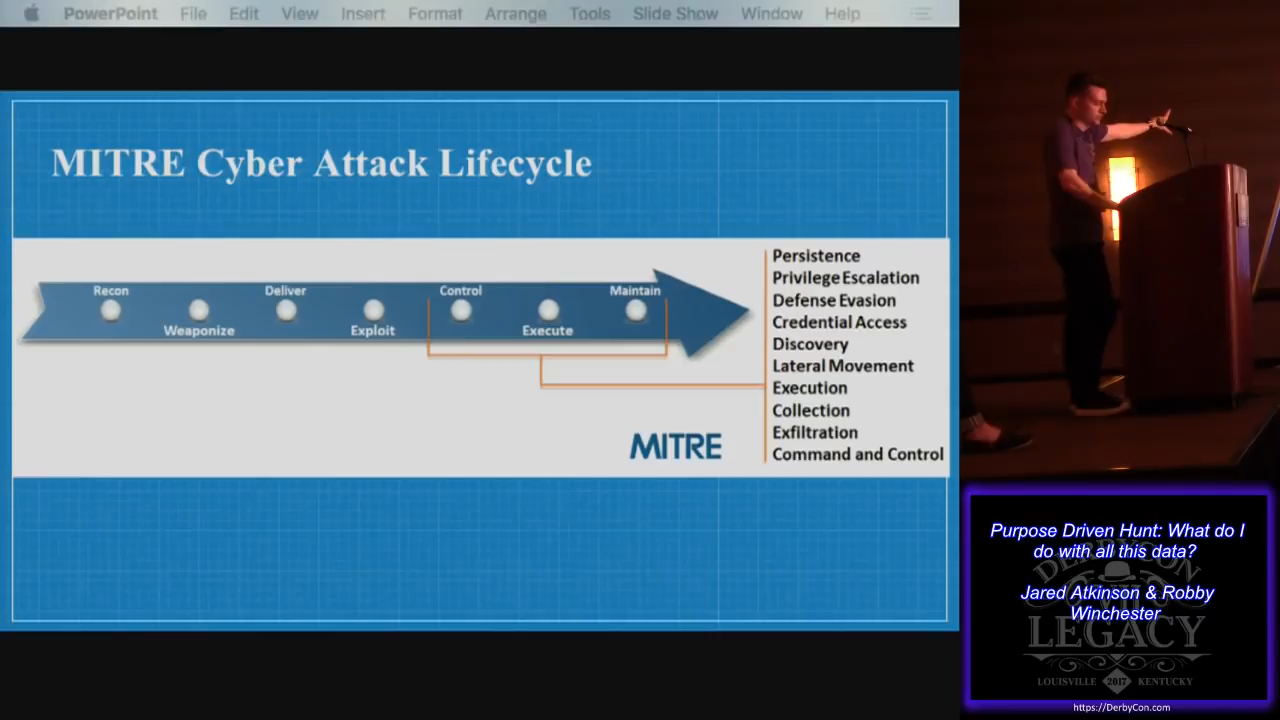 PowerPoint File Edit View Insert Format Arrange Tools Slide Show Window Help
MITRE Cyber Attack Lifecycle
Recon
Weaponize
Deliver
Exploit
Control
Execute
Maintain
Persistence
Privilege Escalation
Defense Evasion
Credential Access
Discovery
Lateral Movement
Execution
Collection
Exfiltration
Command and Control
MITRE
Purpose Driven Hunt: What do I
do with all this data?
Jared Atkinson & Robby
Winchester
DERBYCON
VII
LEGACY
LOUISVILLE 2017 KENTUCKY
https://DerbyCon.com